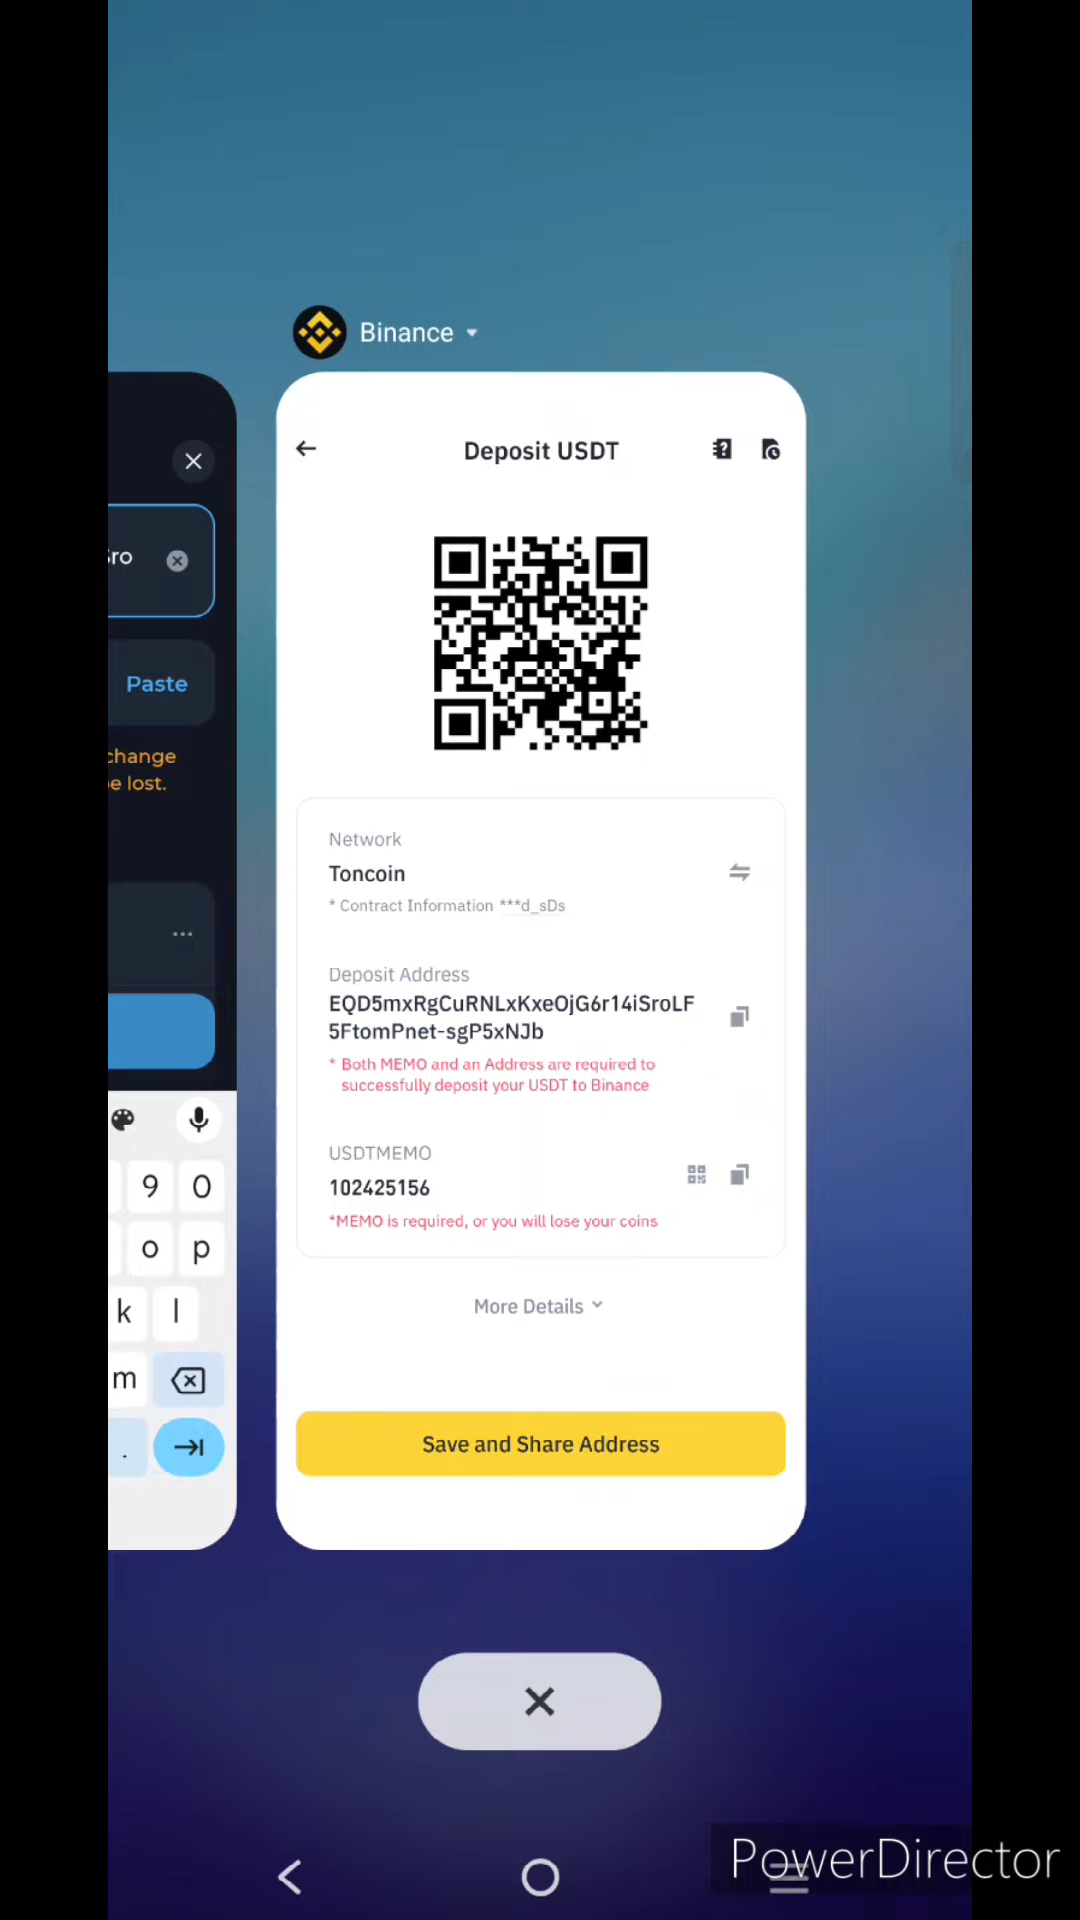 Binance
Deposit USDT
Paste
change
lost.
Network
Toncoin
* Contract Information ***d_sDs
Deposit Address
EQD5mxRgCuRNLxKxeOjG6r14iSroLF
5FtomPnet-sgP5xNJb
* Both MEMO and an Address are required to
successfully deposit your USDT to Binance
USDTMEMO
102425156
*MEMO is required, or you will lose your coins
More Details
Save and Share Address
9 0
o p
k l
m
.
PowerDirector